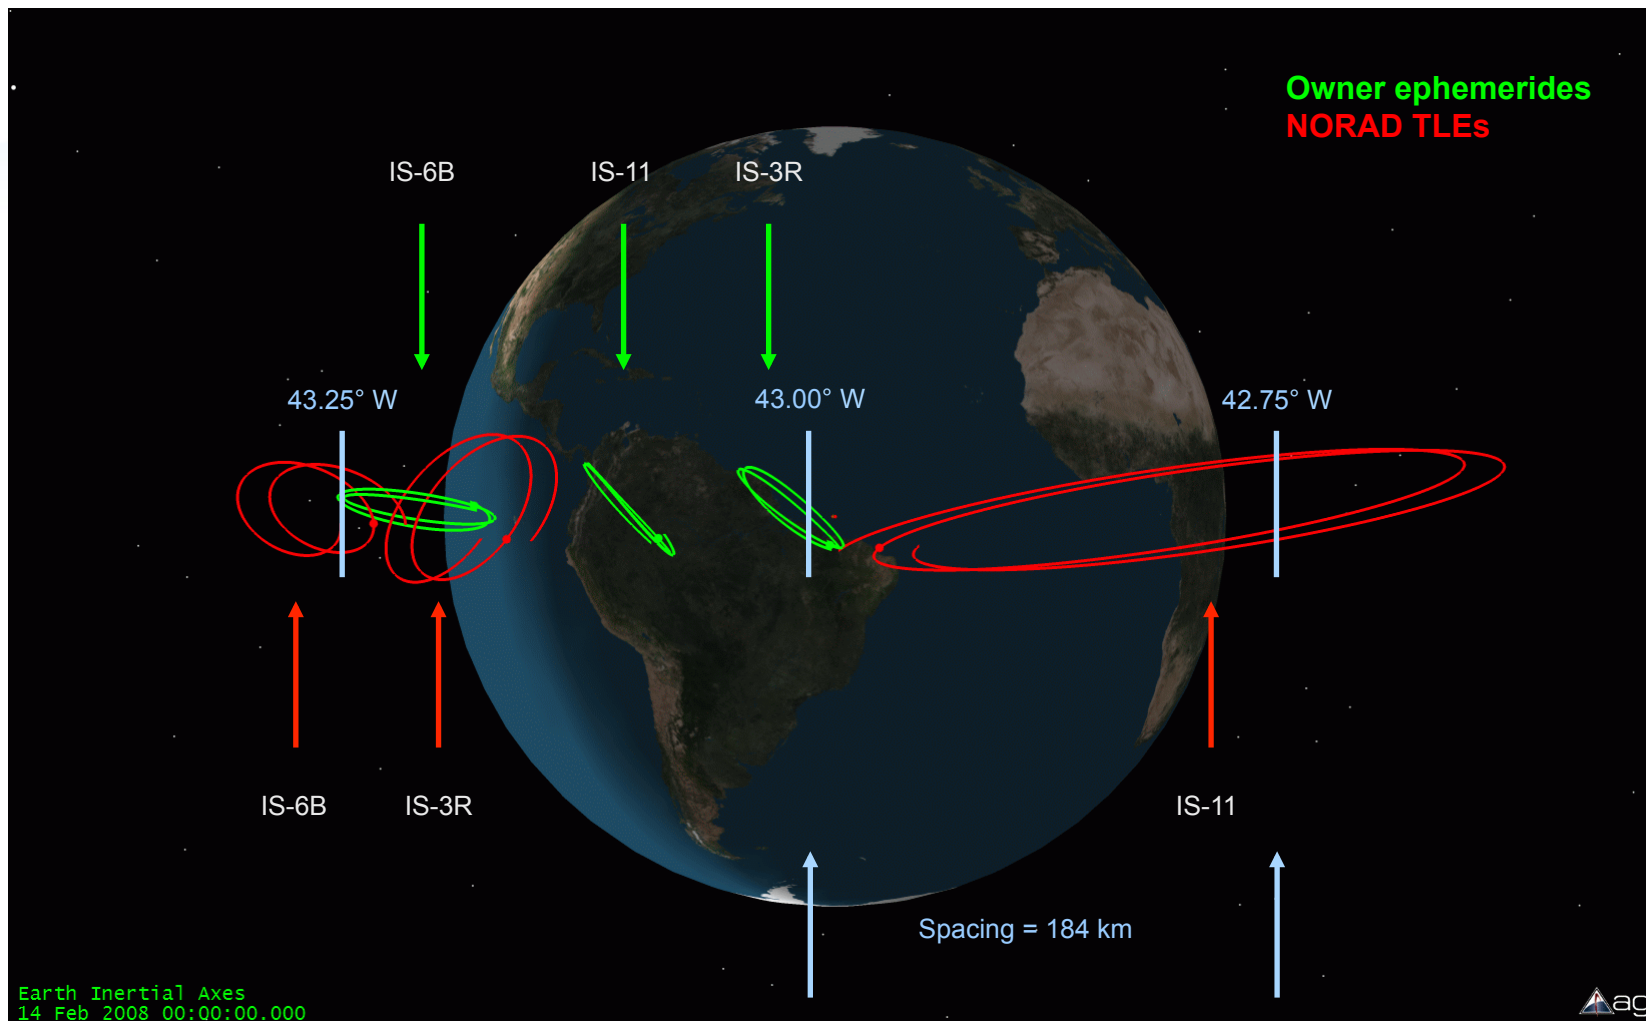 Owner ephemerides
NORAD TLEs
IS-6B IS-11 IS-3R
43.25° W 43.00° W 42.75° W
IS-6B IS-3R IS-11
Spacing = 184 km
Earth Inertial Axes
14 Feb 2008 00:00:00.000
ag